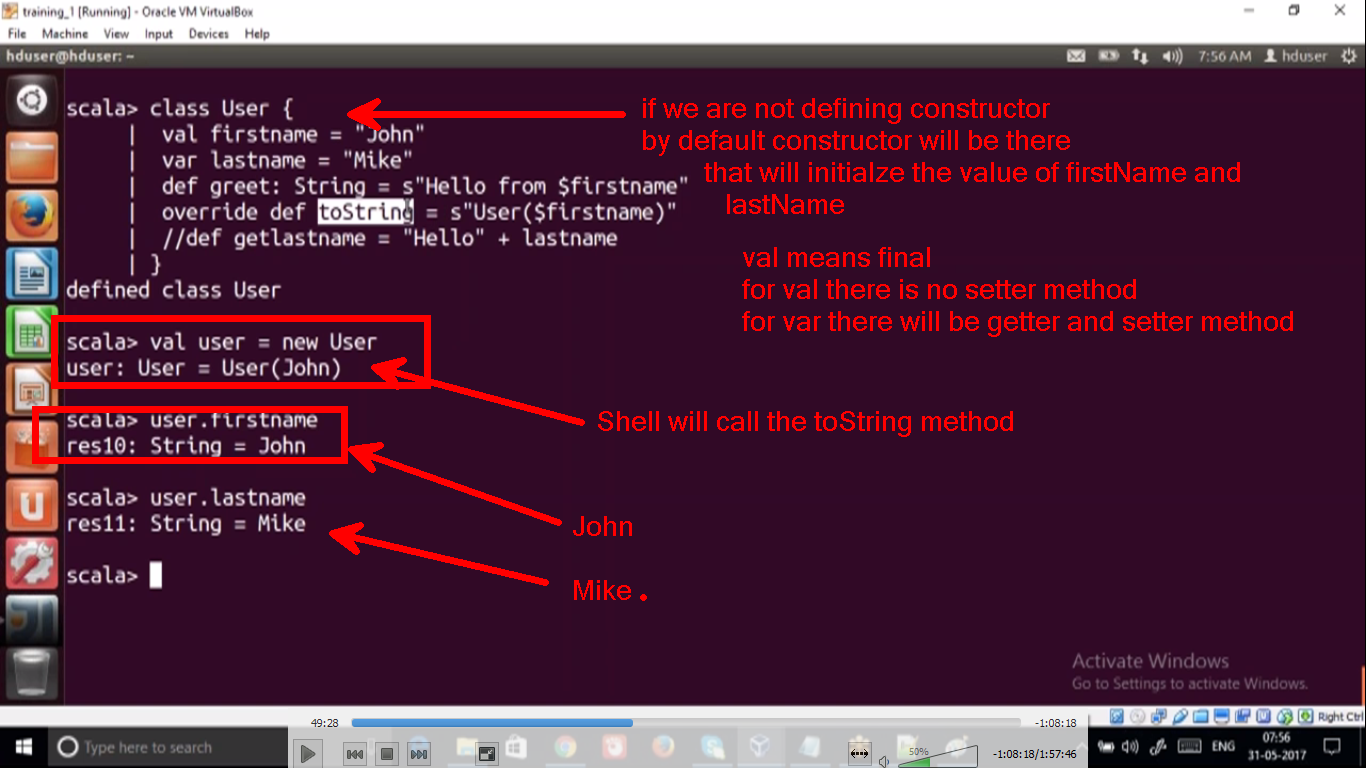 training_1 [Running] - Oracle VM VirtualBox
File Machine View Input Devices Help
hduser@hduser: ~
7:56 AM hduser
scala> class User {
| val firstname = "John"
| var lastname = "Mike"
| def greet: String = s"Hello from $firstname"
| override def toString = s"User($firstname)"
| //def getlastname = "Hello" + lastname
| }
defined class User
scala> val user = new User
user: User = User(John)
scala> user.firstname
res10: String = John
scala> user.lastname
res11: String = Mike
scala>
if we are not defining constructor
by default constructor will be there
that will initialze the value of firstName and
lastName
val means final
for val there is no setter method
for var there will be getter and setter method
Shell will call the toString method
John
Mike .
Activate Windows
Go to Settings to activate Windows.
Right Ctrl
49:28
-1:08:18
Type here to search
50%
-1:08:18/1:57:46
ENG
07:56
31-05-2017